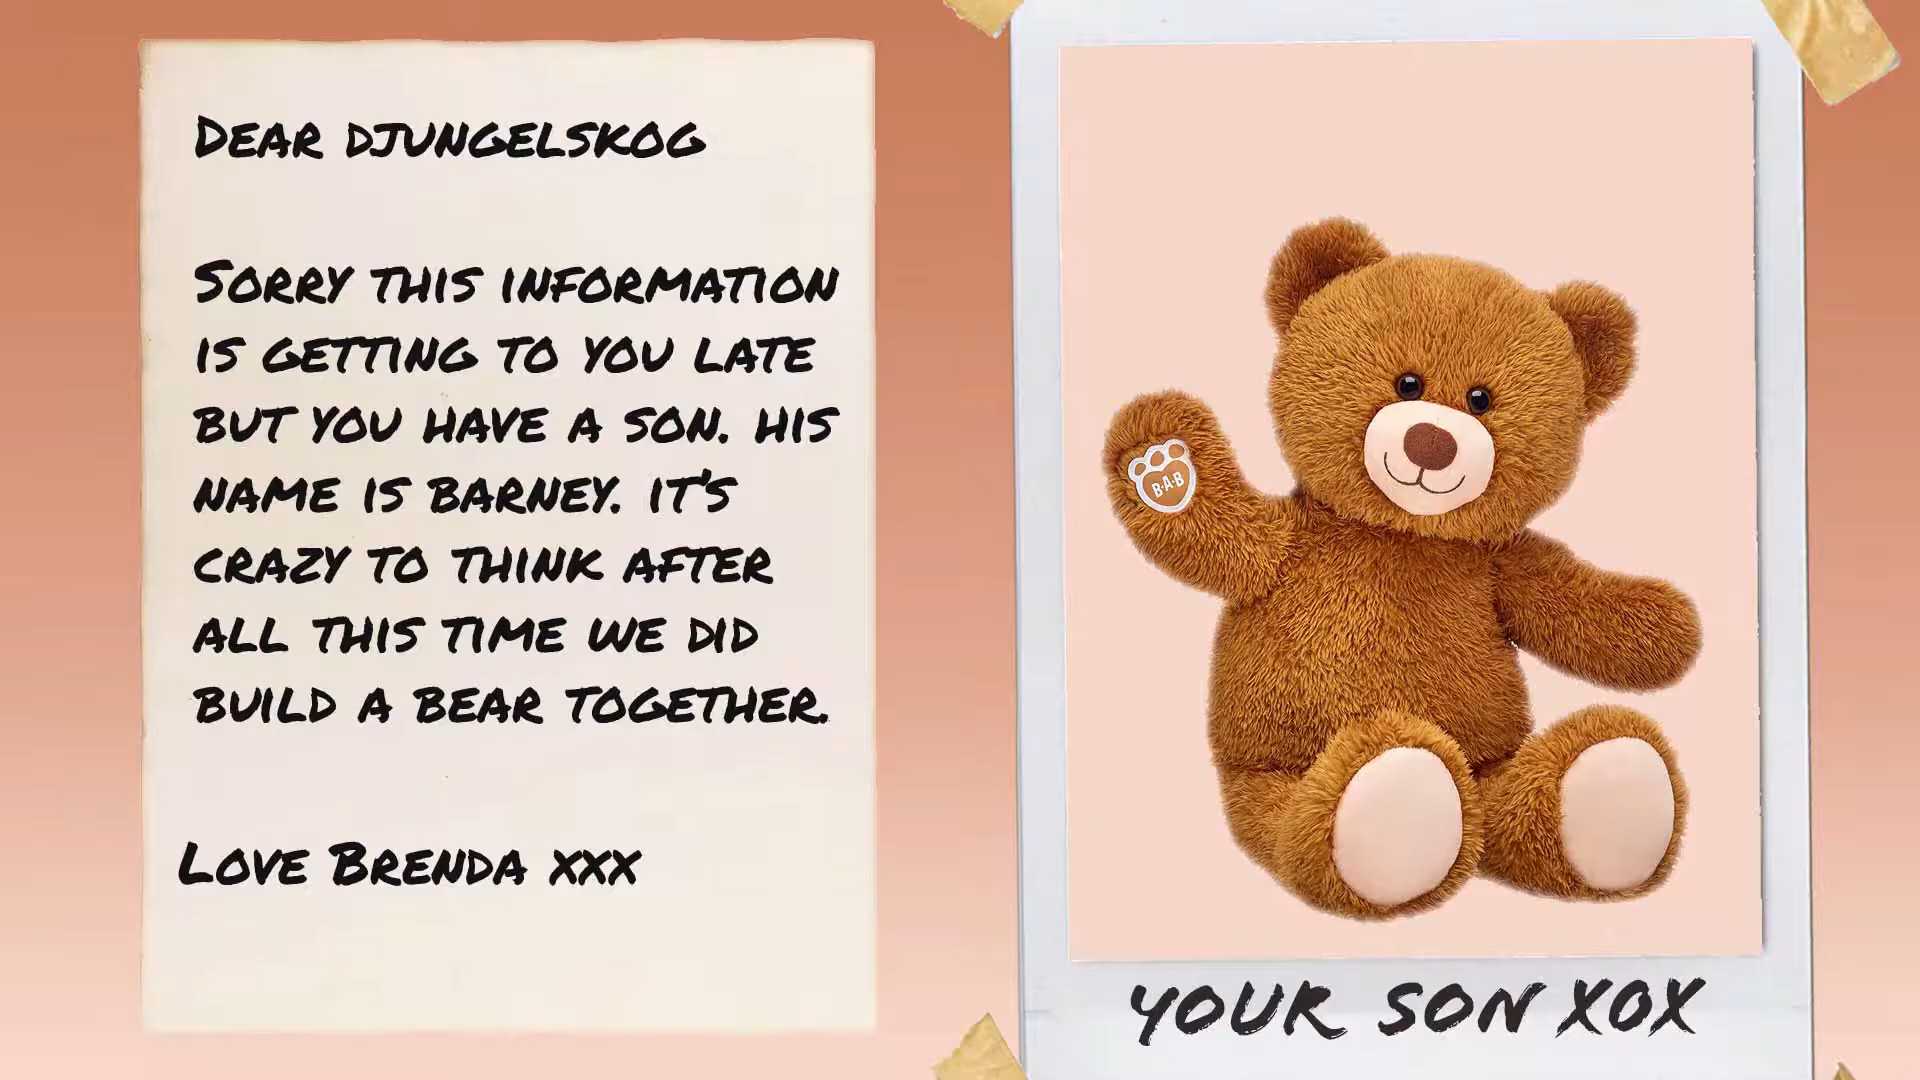 DEAR DJUNGELSKOG
SORRY THIS INFORMATION
IS GETTING TO YOU LATE
BUT YOU HAVE A SON. HIS
NAME IS BARNEY. IT'S
CRAZY TO THINK AFTER
ALL THIS TIME WE DID
BUILD A BEAR TOGETHER.
LOVE BRENDA XXX
B·A·B
YOUR SON XOX